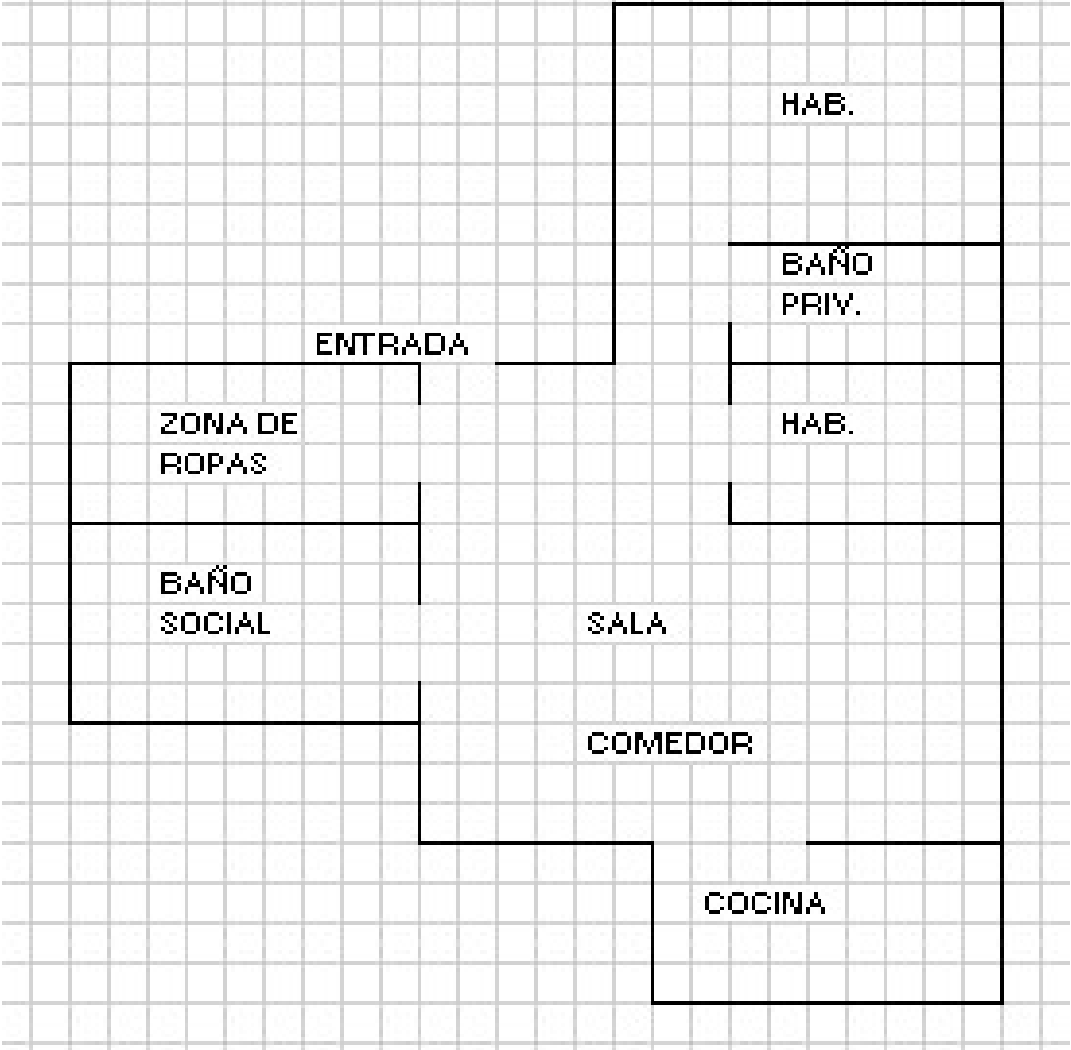 HAB.
BAÑO
PRIV.
ENTRADA
ZONA DE
ROPAS
HAB.
BAÑO
SOCIAL
SALA
COMEDOR
COCINA